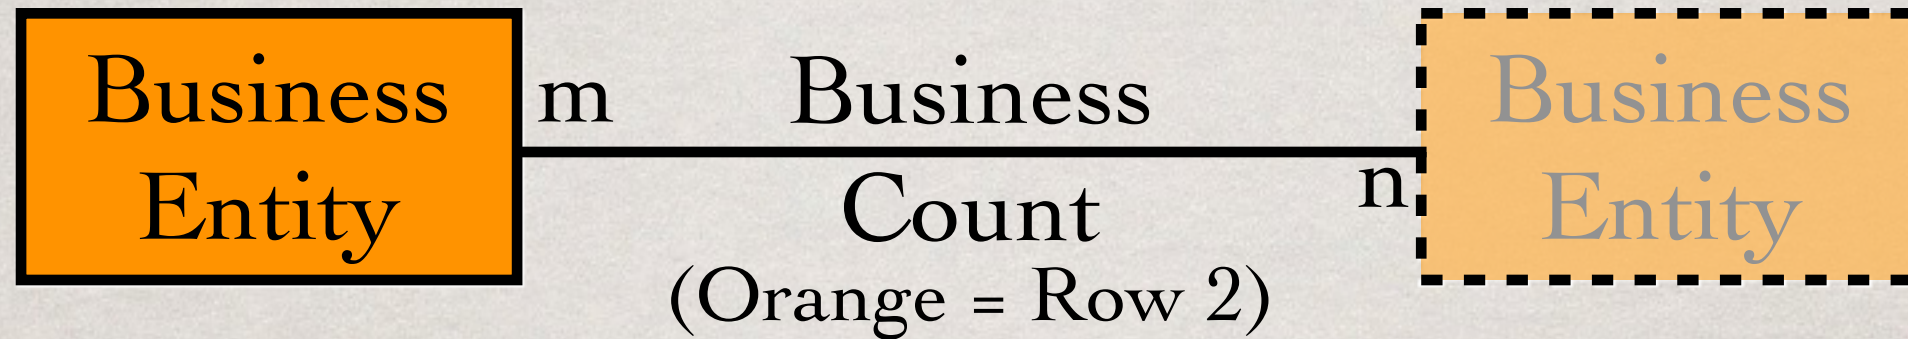 Business
Entity
m
Business
Count
(Orange = Row 2)
n
Business
Entity